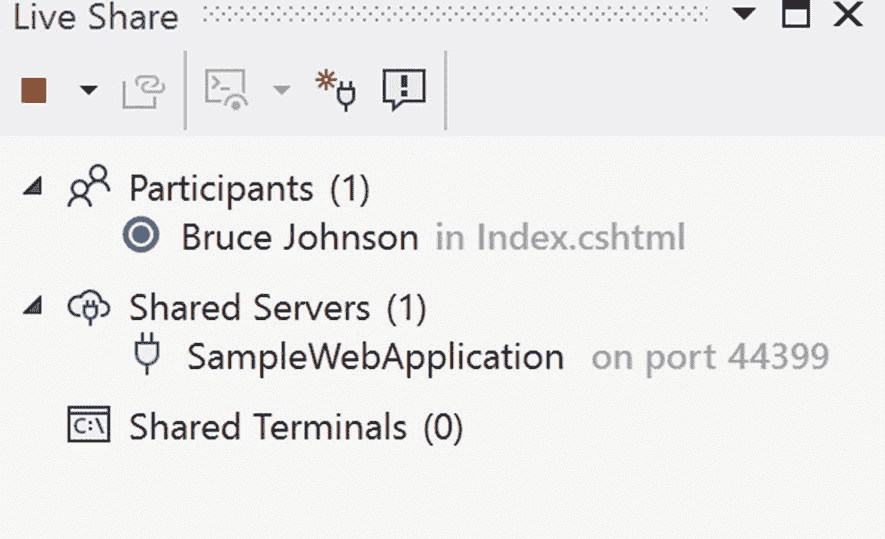 Live Share
Participants (1)
Bruce Johnson in Index.cshtml
Shared Servers (1)
SampleWebApplication on port 44399
C:\ Shared Terminals (0)